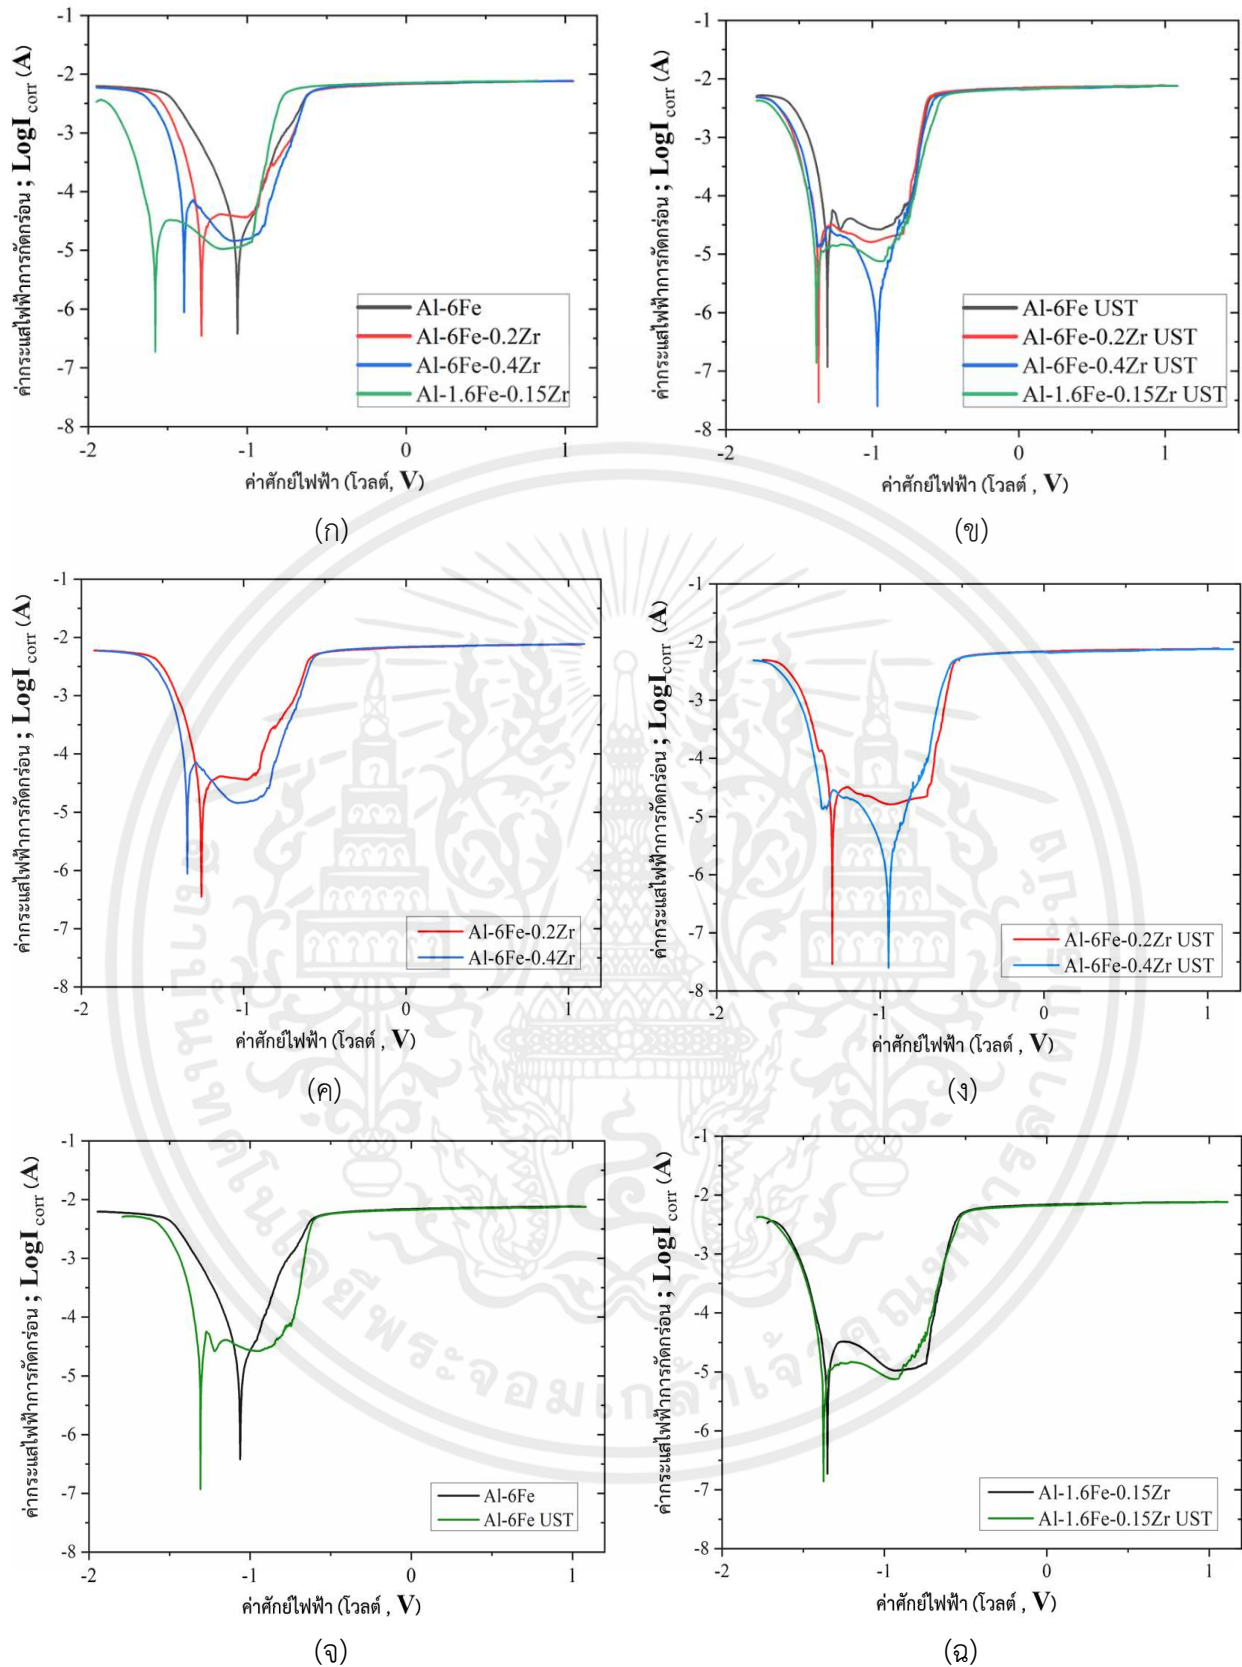 ค่ากระแสไฟฟ้าการกัดกร่อน ; LogIcorr (A)
-1
-2
-3
-4
-5
-6
-7
-8
Al-6Fe
Al-6Fe-0.2Zr
Al-6Fe-0.4Zr
Al-1.6Fe-0.15Zr
-2 -1 0 1
ค่าศักย์ไฟฟ้า (โวลต์, V)
(ก)
ค่ากระแสไฟฟ้าการกัดกร่อน ; LogIcorr (A)
-1
-2
-3
-4
-5
-6
-7
-8
Al-6Fe UST
Al-6Fe-0.2Zr UST
Al-6Fe-0.4Zr UST
Al-1.6Fe-0.15Zr UST
-2 -1 0 1
ค่าศักย์ไฟฟ้า (โวลต์ , V)
(ข)
ค่ากระแสไฟฟ้าการกัดกร่อน ; LogIcorr (A)
-1
-2
-3
-4
-5
-6
-7
-8
Al-6Fe-0.2Zr
Al-6Fe-0.4Zr
-2 -1 0 1
ค่าศักย์ไฟฟ้า (โวลต์ , V)
(ค)
ค่ากระแสไฟฟ้าการกัดกร่อน ; LogIcorr (A)
-1
-2
-3
-4
-5
-6
-7
-8
Al-6Fe-0.2Zr UST
Al-6Fe-0.4Zr UST
-2 -1 0 1
ค่าศักย์ไฟฟ้า (โวลต์ , V)
(ง)
ค่ากระแสไฟฟ้าการกัดกร่อน ; LogIcorr (A)
-1
-2
-3
-4
-5
-6
-7
-8
Al-6Fe
Al-6Fe UST
-2 -1 0 1
ค่าศักย์ไฟฟ้า (โวลต์ , V)
(จ)
ค่ากระแสไฟฟ้าการกัดกร่อน ; LogIcorr (A)
-1
-2
-3
-4
-5
-6
-7
-8
Al-1.6Fe-0.15Zr
Al-1.6Fe-0.15Zr UST
-2 -1 0 1
ค่าศักย์ไฟฟ้า (โวลต์ , V)
(ฉ)